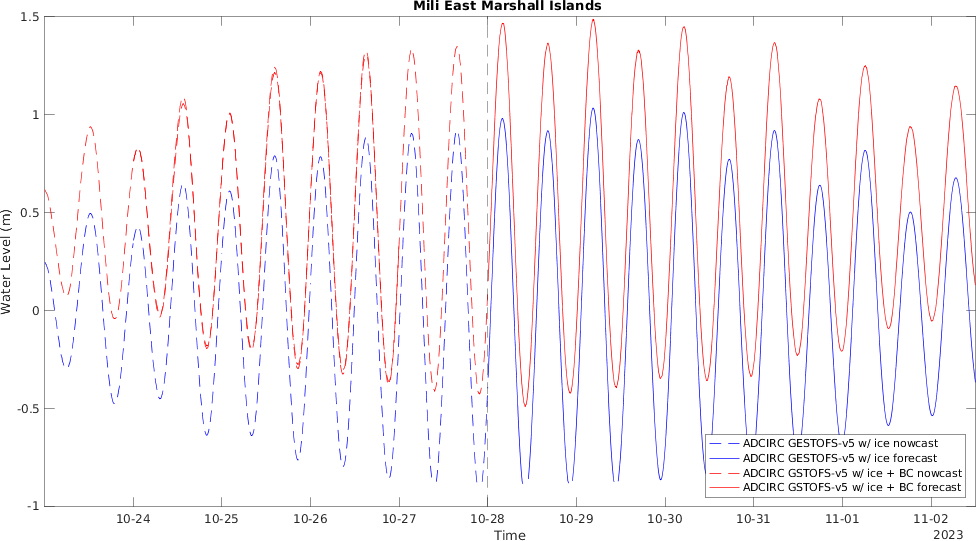 Mili East Marshall Islands
1.5
1
0.5
0
-0.5
-1
Water Level (m)
10-24 10-25 10-26 10-27 10-28 10-29 10-30 10-31 11-01 11-02
Time
2023
ADCIRC GESTOFS-v5 w/ ice nowcast
ADCIRC GESTOFS-v5 w/ ice forecast
ADCIRC GSTOFS-v5 w/ ice + BC nowcast
ADCIRC GSTOFS-v5 w/ ice + BC forecast